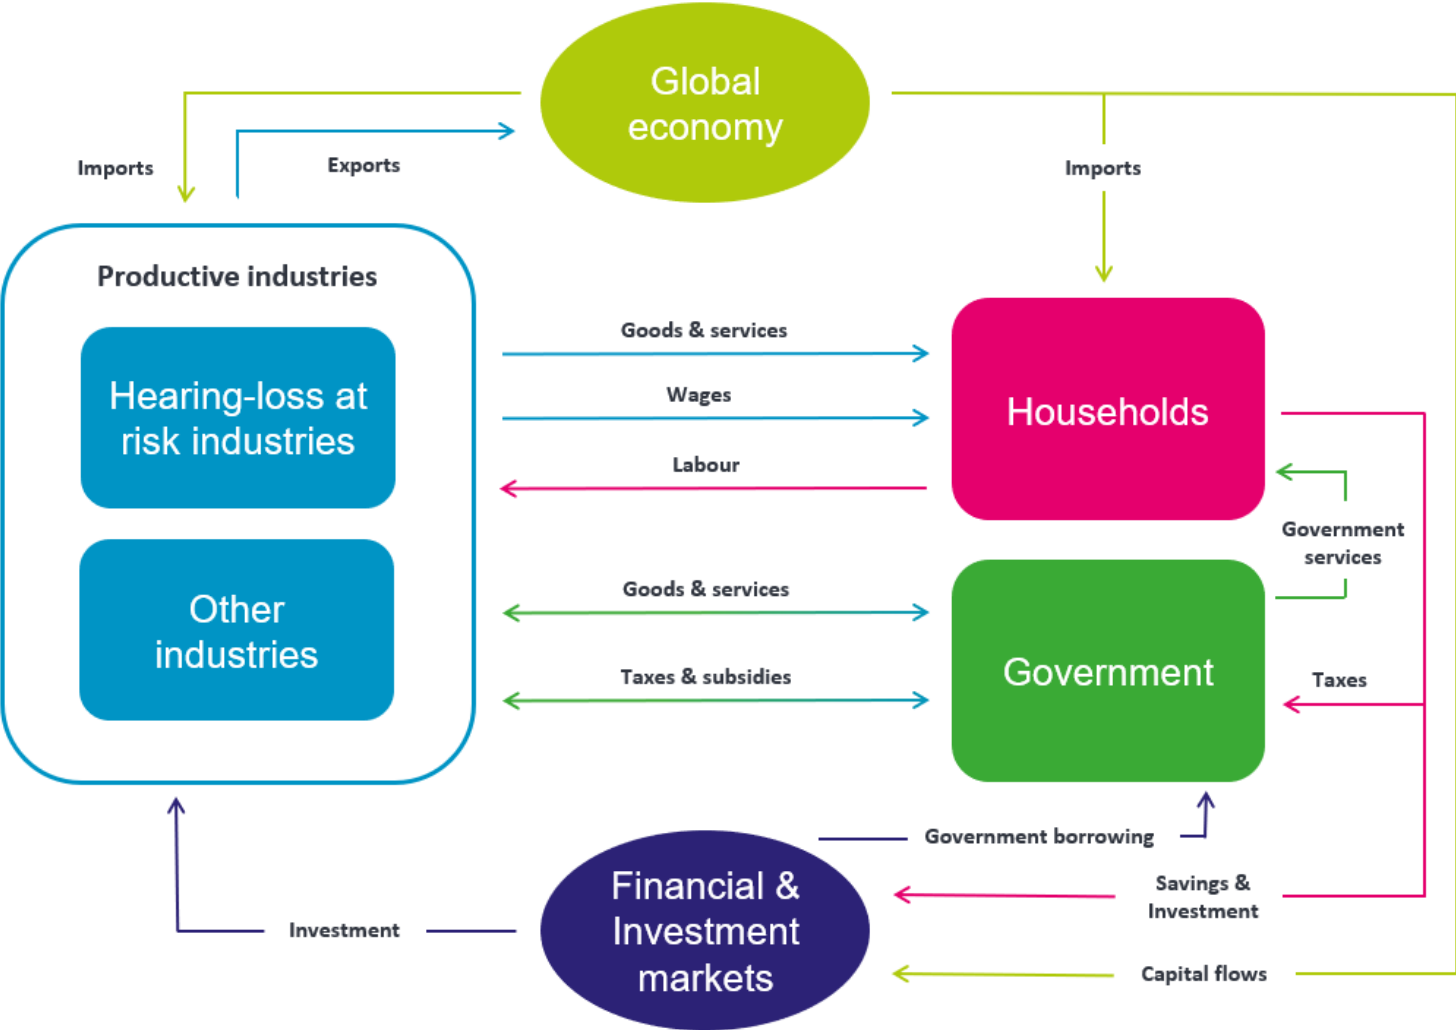 Global
economy
Imports
Exports
Imports
Productive industries
Hearing-loss at
risk industries
Other
industries
Goods & services
Wages
Labour
Goods & services
Taxes & subsidies
Households
Government
services
Government
Taxes
Government borrowing
Savings &
Investment
Financial &
Investment
markets
Investment
Capital flows